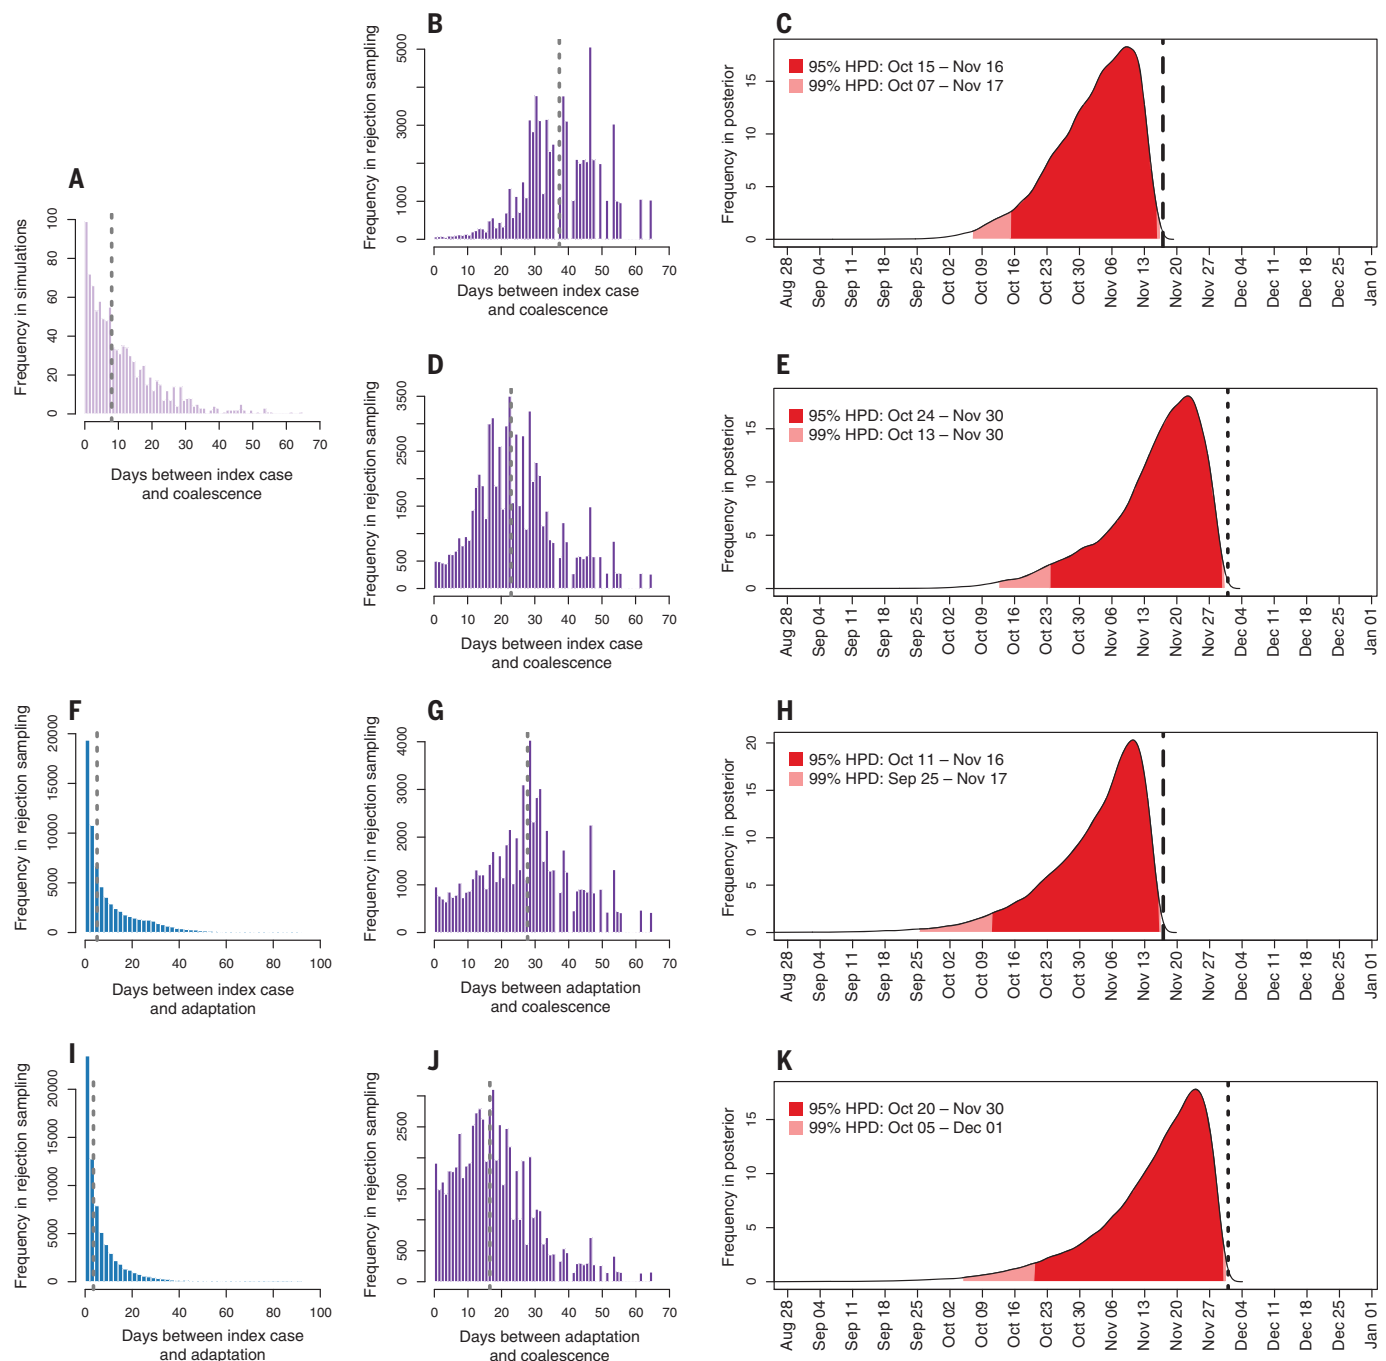 A
Frequency in simulations
0
20
40
60
80
100
0 10 20 30 40 50 60 70
Days between index case
and coalescence
B
Frequency in rejection sampling
0
1000
3000
5000
0 10 20 30 40 50 60 70
Days between index case
and coalescence
C
Frequency in posterior
0
5
10
15
95% HPD: Oct 15 – Nov 16
99% HPD: Oct 07 – Nov 17
Aug 28
Sep 04
Sep 11
Sep 18
Sep 25
Oct 02
Oct 09
Oct 16
Oct 23
Oct 30
Nov 06
Nov 13
Nov 20
Nov 27
Dec 04
Dec 11
Dec 18
Dec 25
Jan 01
D
Frequency in rejection sampling
0
500
1500
2500
3500
0 10 20 30 40 50 60 70
Days between index case
and coalescence
E
Frequency in posterior
0
5
10
15
95% HPD: Oct 24 – Nov 30
99% HPD: Oct 13 – Nov 30
Aug 28
Sep 04
Sep 11
Sep 18
Sep 25
Oct 02
Oct 09
Oct 16
Oct 23
Oct 30
Nov 06
Nov 13
Nov 20
Nov 27
Dec 04
Dec 11
Dec 18
Dec 25
Jan 01
F
Frequency in rejection sampling
0
5000
10000
15000
20000
0 20 40 60 80 100
Days between index case
and adaptation
G
Frequency in rejection sampling
0
1000
2000
3000
4000
0 10 20 30 40 50 60 70
Days between adaptation
and coalescence
H
Frequency in posterior
0
5
10
15
20
95% HPD: Oct 11 – Nov 16
99% HPD: Sep 25 – Nov 17
Aug 28
Sep 04
Sep 11
Sep 18
Sep 25
Oct 02
Oct 09
Oct 16
Oct 23
Oct 30
Nov 06
Nov 13
Nov 20
Nov 27
Dec 04
Dec 11
Dec 18
Dec 25
Jan 01
I
Frequency in rejection sampling
0
5000
10000
15000
20000
0 20 40 60 80 100
Days between index case
and adaptation
J
Frequency in rejection sampling
0
500
1500
2500
0 10 20 30 40 50 60 70
Days between adaptation
and coalescence
K
Frequency in posterior
0
5
10
15
95% HPD: Oct 20 – Nov 30
99% HPD: Oct 05 – Dec 01
Aug 28
Sep 04
Sep 11
Sep 18
Sep 25
Oct 02
Oct 09
Oct 16
Oct 23
Oct 30
Nov 06
Nov 13
Nov 20
Nov 27
Dec 04
Dec 11
Dec 18
Dec 25
Jan 01